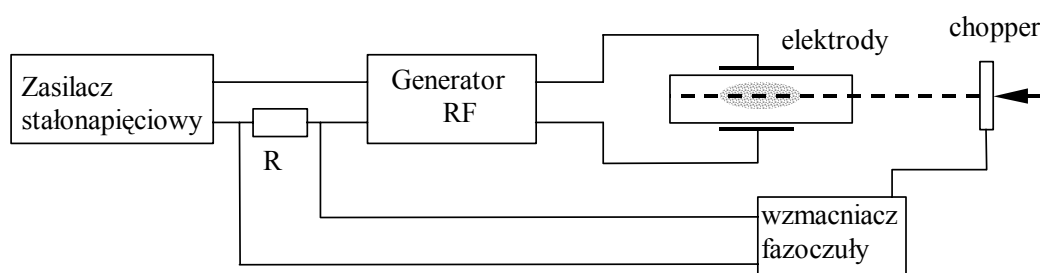 Zasilacz
stałonapięciowy
R
Generator
RF
elektrody
chopper
wzmacniacz
fazoczuły